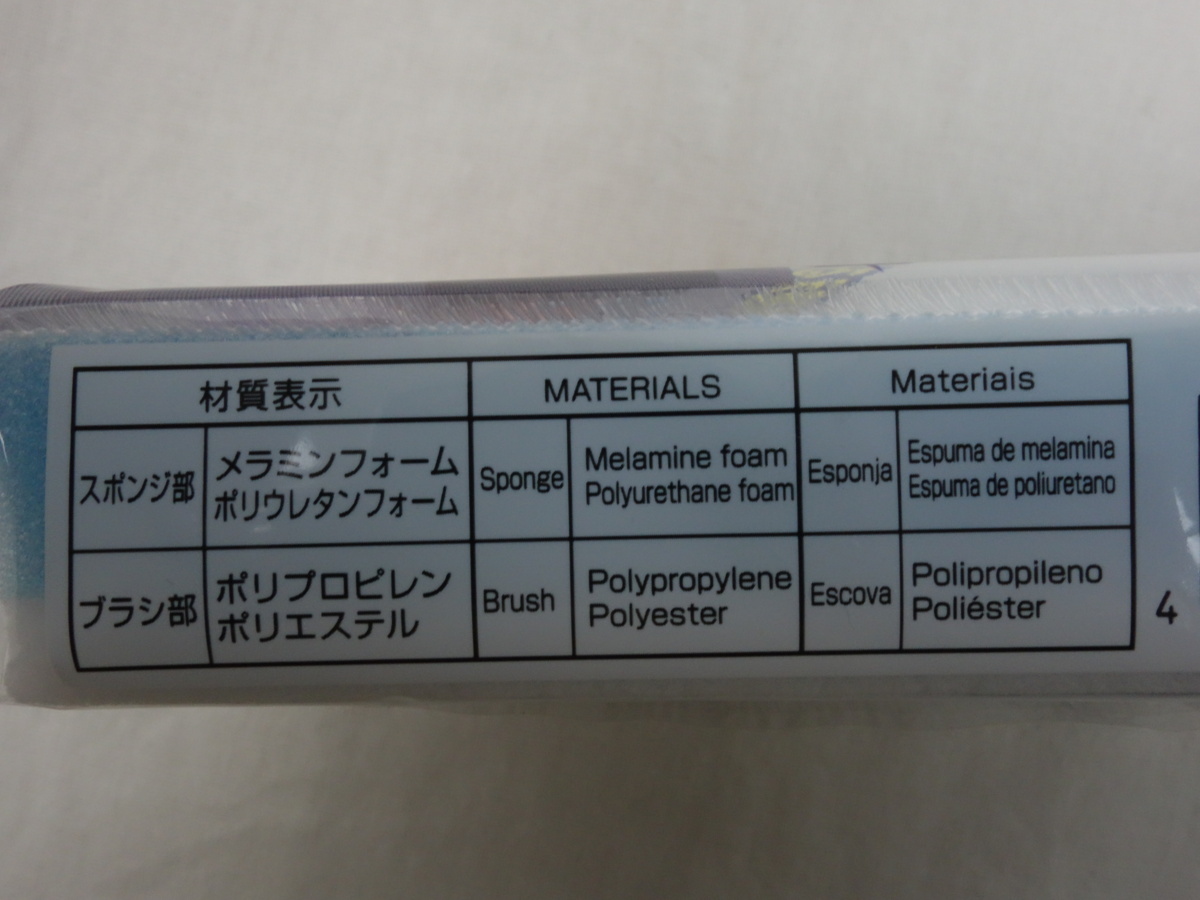 材質表示 MATERIALS Materiais
スポンジ部 メラミンフォーム Sponge Melamine foam Esponja Espuma de melamina
ポリウレタンフォーム Polyurethane foam Espuma de poliuretano
ブラシ部 ポリプロピレン Brush Polypropylene Escova Polipropileno
ポリエステル Polyester Poliéster
4